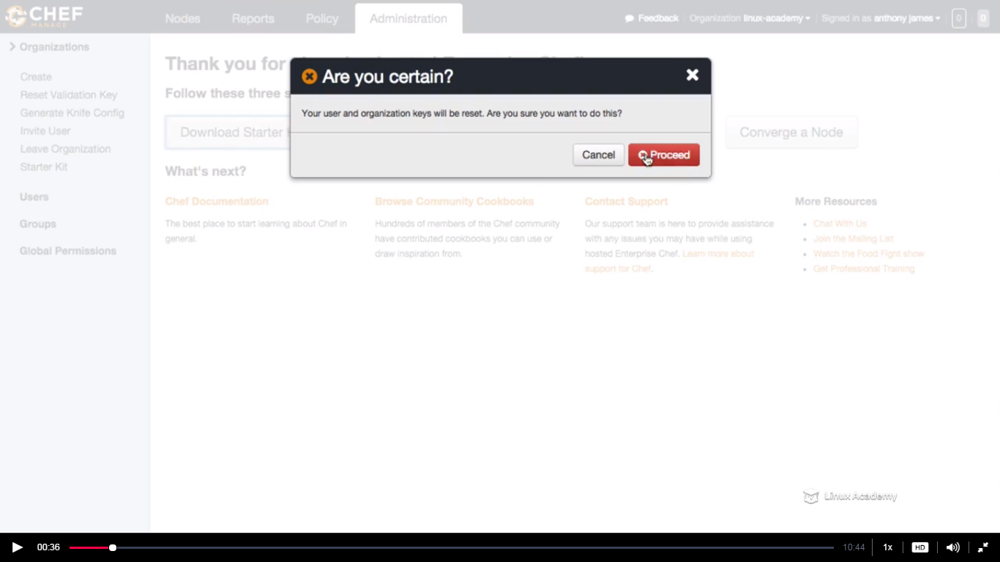 CHEF
MANAGE
Nodes
Reports
Policy
Administration
Feedback
Organization linux-academy
Signed in as anthony james
0
0
Organizations
Create
Reset Validation Key
Generate Knife Config
Invite User
Leave Organization
Starter Kit
Users
Groups
Global Permissions
Thank you for
Follow these three
Download Starter
Converge a Node
Are you certain?
Your user and organization keys will be reset. Are you sure you want to do this?
Cancel
Proceed
What's next?
Chef Documentation
The best place to start learning about Chef in
general.
Browse Community Cookbooks
Hundreds of members of the Chef community
have contributed cookbooks you can use or
draw inspiration from.
Contact Support
Our support team is here to provide assistance
with any issues you may have while using
hosted Enterprise Chef. Learn more about
support for Chef.
More Resources
Chat With Us
Join the Mailing List
Watch the Food Fight show
Get Professional Training
Linux Academy
00:36
10:44
1x
HD